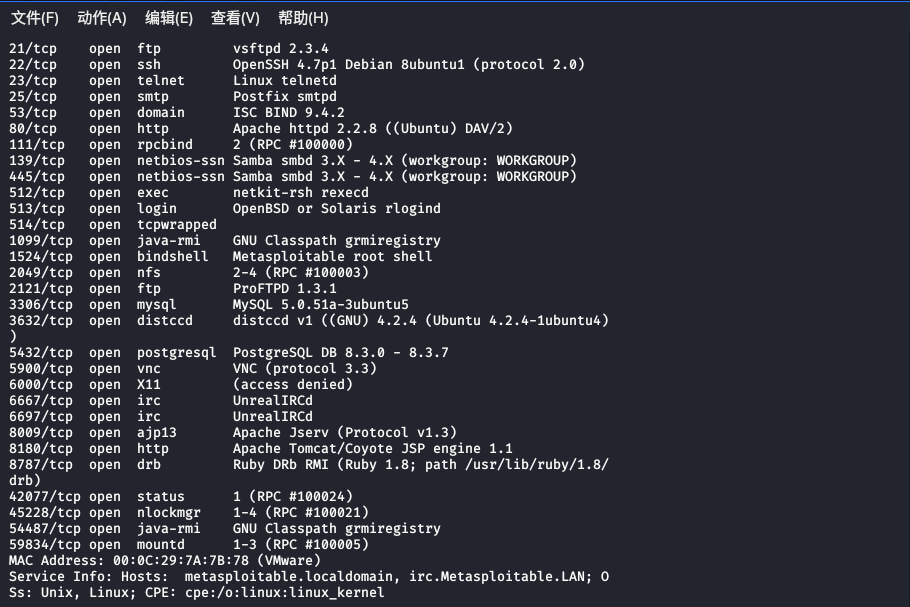 文件(F) 动作(A) 编辑(E) 查看(V) 帮助(H)
21/tcp    open  ftp         vsftpd 2.3.4
22/tcp    open  ssh         OpenSSH 4.7p1 Debian 8ubuntu1 (protocol 2.0)
23/tcp    open  telnet      Linux telnetd
25/tcp    open  smtp        Postfix smtpd
53/tcp    open  domain      ISC BIND 9.4.2
80/tcp    open  http        Apache httpd 2.2.8 ((Ubuntu) DAV/2)
111/tcp   open  rpcbind     2 (RPC #100000)
139/tcp   open  netbios-ssn Samba smbd 3.X - 4.X (workgroup: WORKGROUP)
445/tcp   open  netbios-ssn Samba smbd 3.X - 4.X (workgroup: WORKGROUP)
512/tcp   open  exec        netkit-rsh rexecd
513/tcp   open  login       OpenBSD or Solaris rlogind
514/tcp   open  tcpwrapped
1099/tcp  open  java-rmi    GNU Classpath grmiregistry
1524/tcp  open  bindshell   Metasploitable root shell
2049/tcp  open  nfs         2-4 (RPC #100003)
2121/tcp  open  ftp         ProFTPD 1.3.1
3306/tcp  open  mysql       MySQL 5.0.51a-3ubuntu5
3632/tcp  open  distccd     distccd v1 ((GNU) 4.2.4 (Ubuntu 4.2.4-1ubuntu4)
)
5432/tcp  open  postgresql  PostgreSQL DB 8.3.0 - 8.3.7
5900/tcp  open  vnc         VNC (protocol 3.3)
6000/tcp  open  X11         (access denied)
6667/tcp  open  irc         UnrealIRCd
6697/tcp  open  irc         UnrealIRCd
8009/tcp  open  ajp13       Apache Jserv (Protocol v1.3)
8180/tcp  open  http        Apache Tomcat/Coyote JSP engine 1.1
8787/tcp  open  drb         Ruby DRb RMI (Ruby 1.8; path /usr/lib/ruby/1.8/
drb)
42077/tcp open  status      1 (RPC #100024)
45228/tcp open  nlockmgr    1-4 (RPC #100021)
54487/tcp open  java-rmi    GNU Classpath grmiregistry
59834/tcp open  mountd      1-3 (RPC #100005)
MAC Address: 00:0C:29:7A:7B:78 (VMware)
Service Info: Hosts:  metasploitable.localdomain, irc.Metasploitable.LAN; O
Ss: Unix, Linux; CPE: cpe:/o:linux:linux_kernel